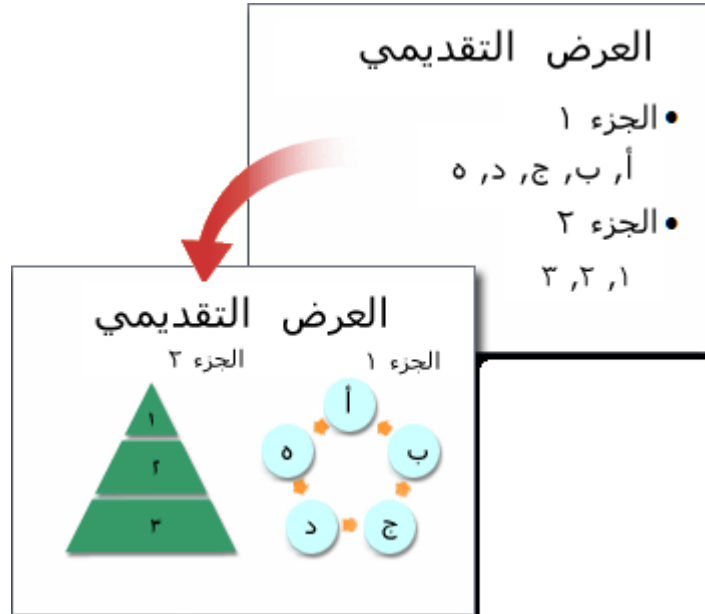 العرض التقديمي
الجزء ١
أ, ب, ج, د, ه
الجزء ٢
١, ٢, ٣
العرض التقديمي
الجزء ١
الجزء ٢
أ
ب
ج
د
ه
١
٢
٣